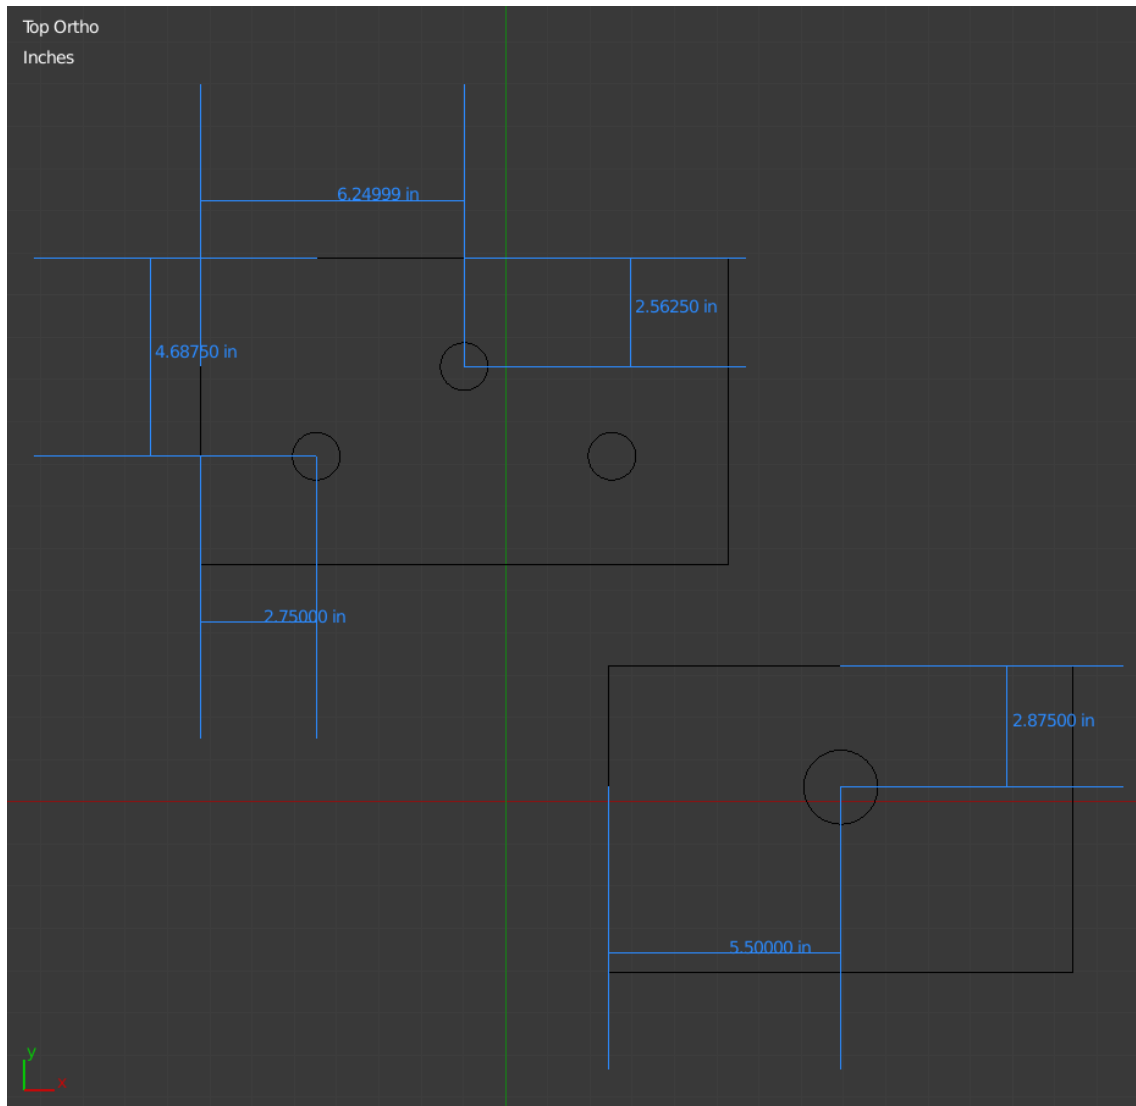 Top Ortho
Inches
6.24999 in
2.56250 in
4.68750 in
2.75000 in
2.87500 in
5.50000 in
y
x